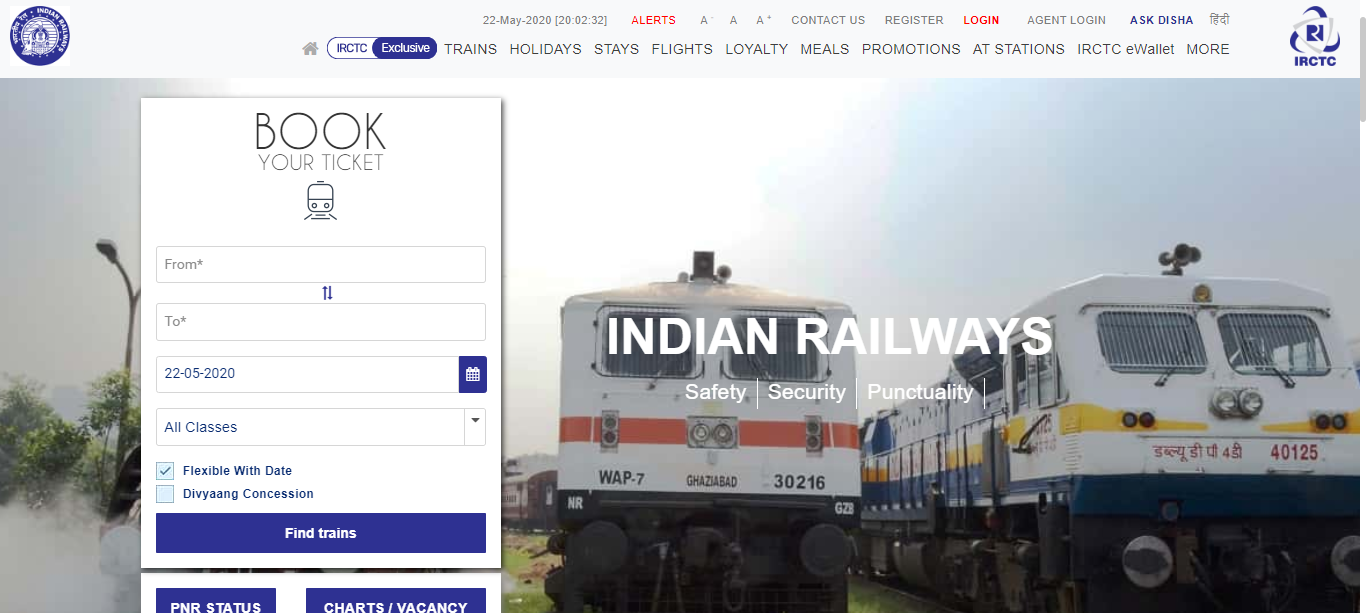 INDIAN RAILWAYS
22-May-2020 [20:02:32] ALERTS A- A A+ CONTACT US REGISTER LOGIN AGENT LOGIN ASK DISHA हिंदी
IRCTC Exclusive TRAINS HOLIDAYS STAYS FLIGHTS LOYALTY MEALS PROMOTIONS AT STATIONS IRCTC eWallet MORE
IRCTC
BOOK
YOUR TICKET
From*
To*
22-05-2020
All Classes
Flexible With Date
Divyaang Concession
Find trains
PNR STATUS CHARTS / VACANCY
INDIAN RAILWAYS
Safety Security Punctuality
WAP-7 GHAZIABAD 30216
NR GZB
डब्ल्यू डी पी 4डी 40125
40125